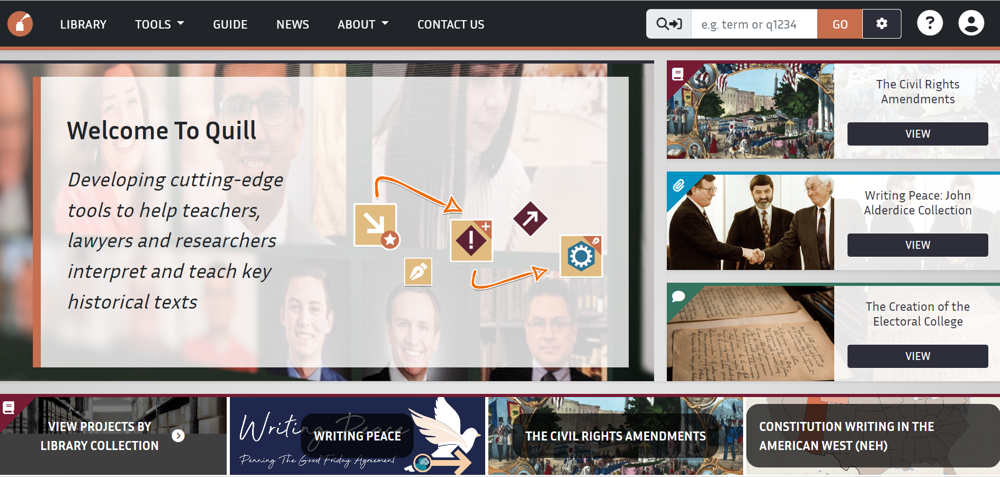 LIBRARY
TOOLS
GUIDE
NEWS
ABOUT
CONTACT US
e.g. term or q1234
GO
?
Welcome To Quill
Developing cutting-edge
tools to help teachers,
lawyers and researchers
interpret and teach key
historical texts
The Civil Rights
Amendments
VIEW
Writing Peace: John
Alderdice Collection
VIEW
The Creation of the
Electoral College
VIEW
VIEW PROJECTS BY
LIBRARY COLLECTION
Writing Peace
WRITING PEACE
Penning The Good Friday Agreement
THE CIVIL RIGHTS AMENDMENTS
CONSTITUTION WRITING IN THE
AMERICAN WEST (NEH)